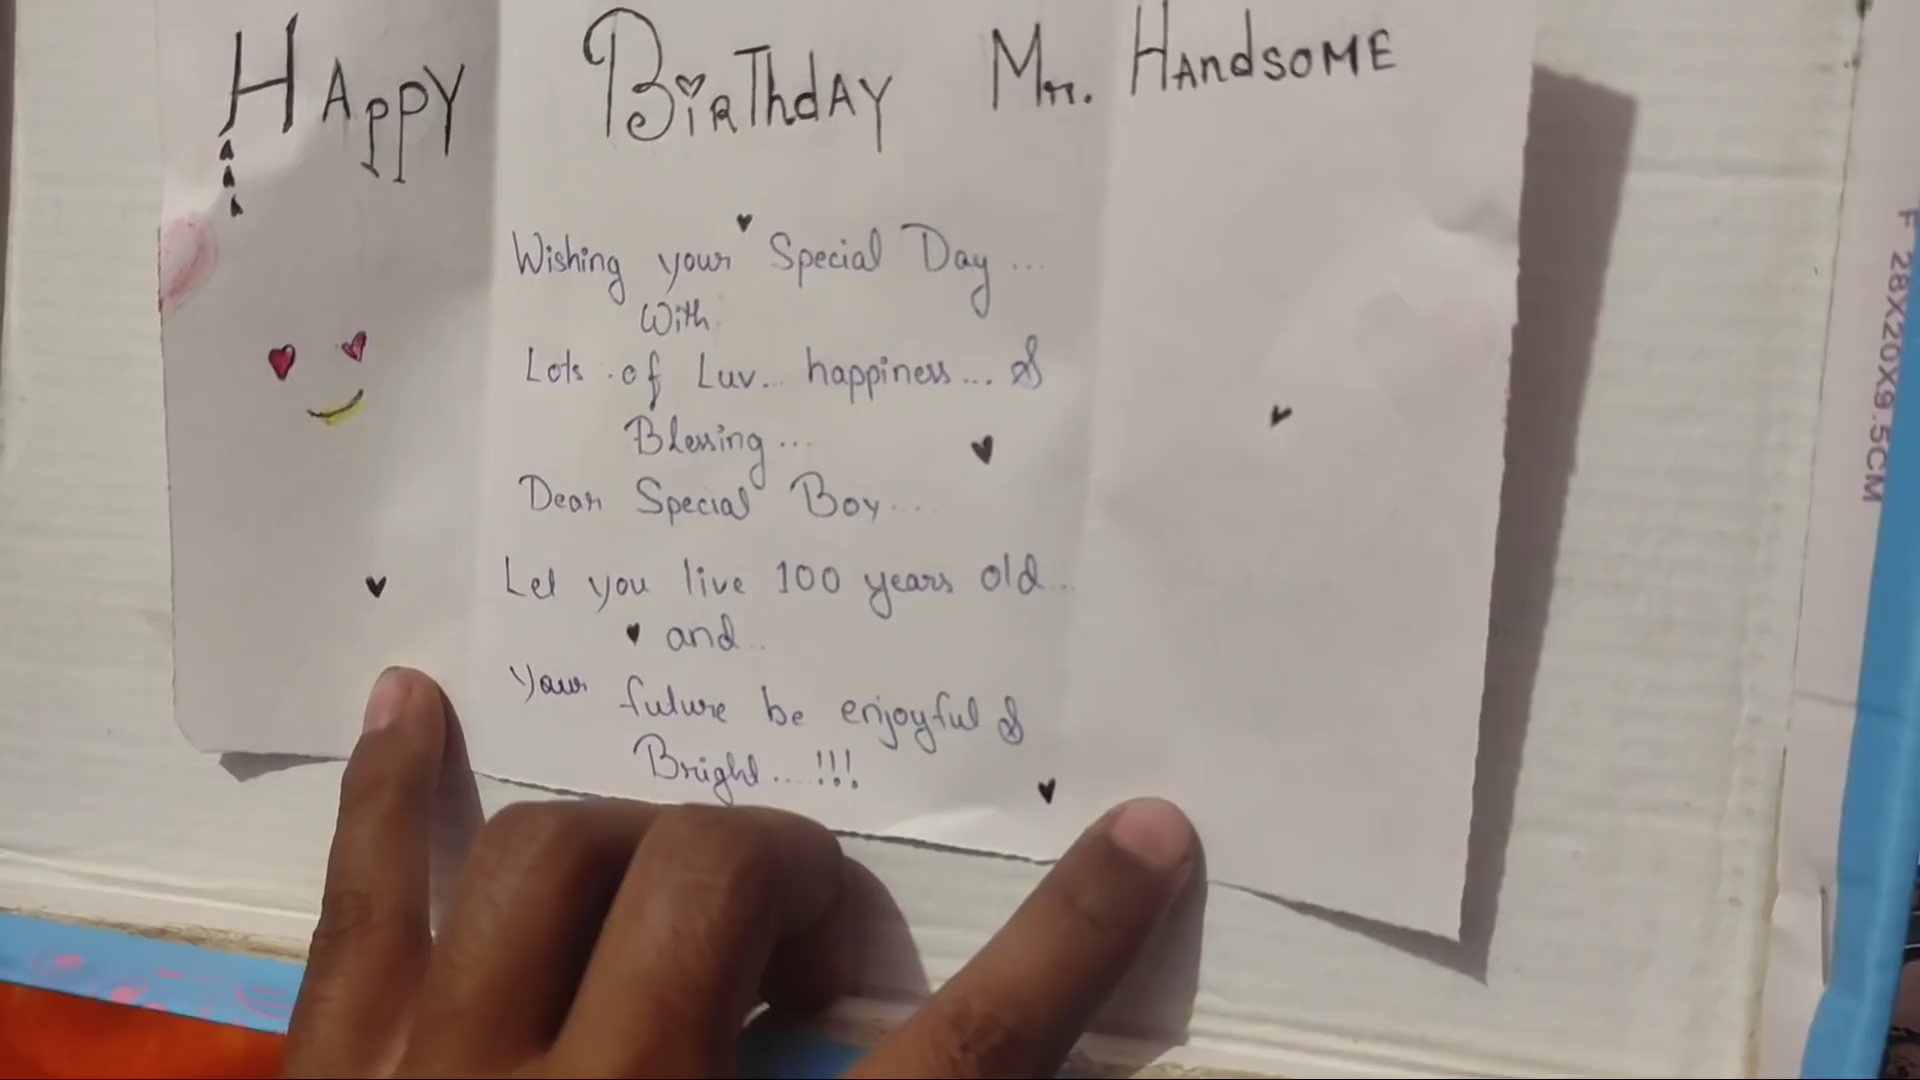 HAPPY BIRTHDAY Mr. HANDSOME
Wishing your Special Day ...
With
Lots of Luv... happiness... &
Blessing ...
Dear Special Boy ...
Let you live 100 years old ..
and ..
Your future be enjoyful &
Bright .... !!!
F 28X20X9.5CM